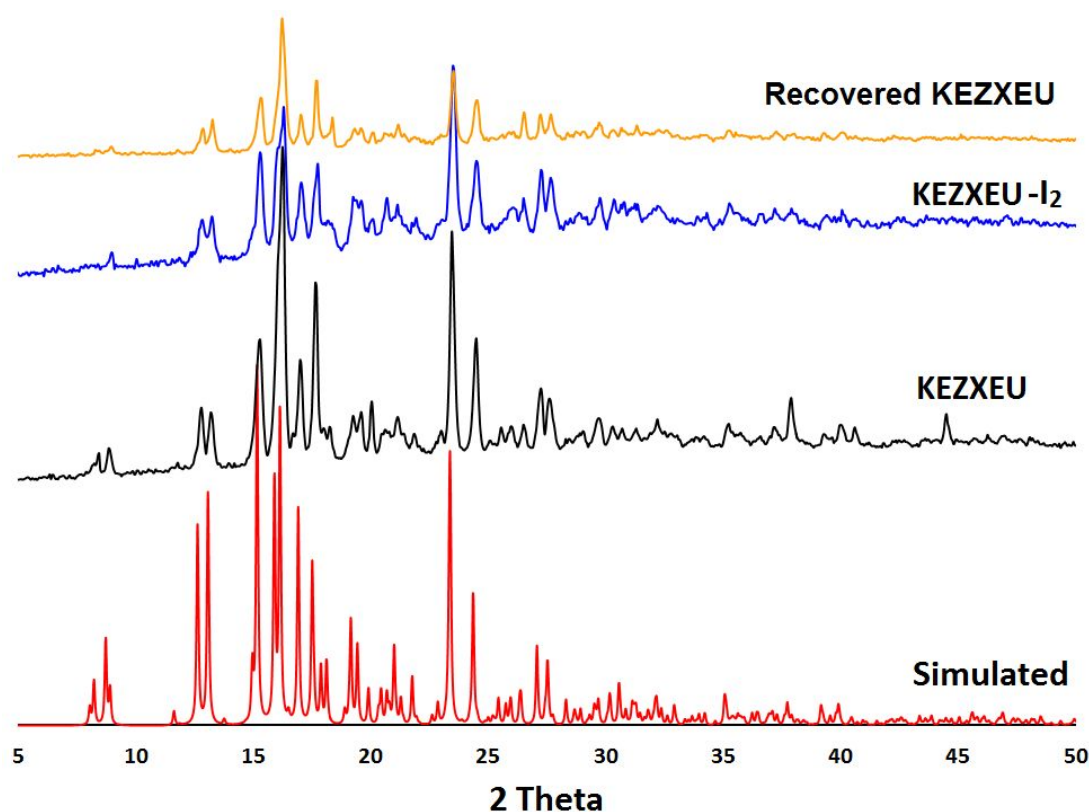 Recovered KEZXEU
KEZXEU-I₂
KEZXEU
Simulated
5 10 15 20 25 30 35 40 45 50
2 Theta